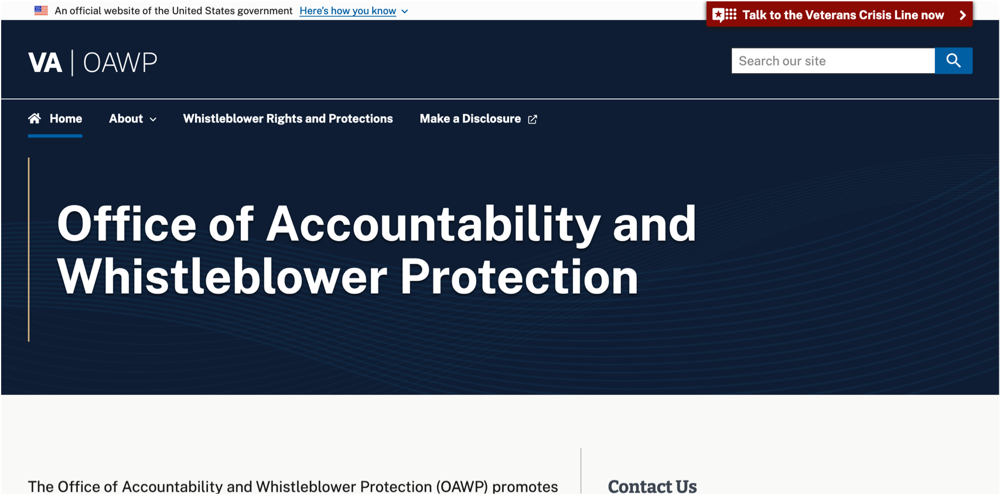 An official website of the United States government Here's how you know
Talk to the Veterans Crisis Line now
VA | OAWP
Search our site
Home About Whistleblower Rights and Protections Make a Disclosure
Office of Accountability and
Whistleblower Protection
The Office of Accountability and Whistleblower Protection (OAWP) promotes
Contact Us